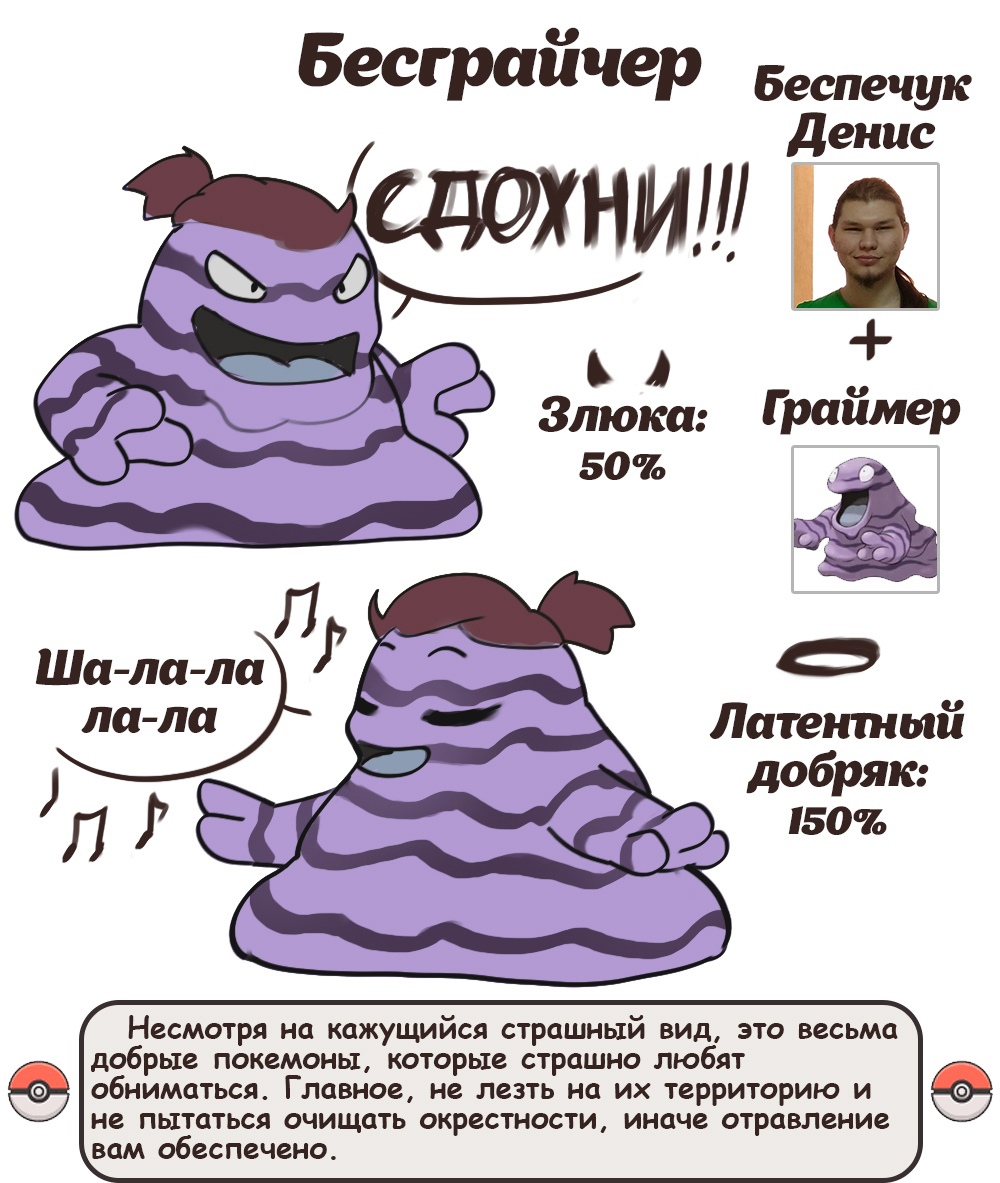 Бесграйчер
Беспечук
Денис
СДОХНИ!!!
+
Граймер
Злюка:
50%
Ша-ла-ла
ла-ла
Латентный
добряк:
150%
Несмотря на кажущийся страшный вид, это весьма
добрые покемоны, которые страшно любят
обниматься. Главное, не лезть на их территорию и
не пытаться очищать окрестности, иначе отравление
вам обеспечено.